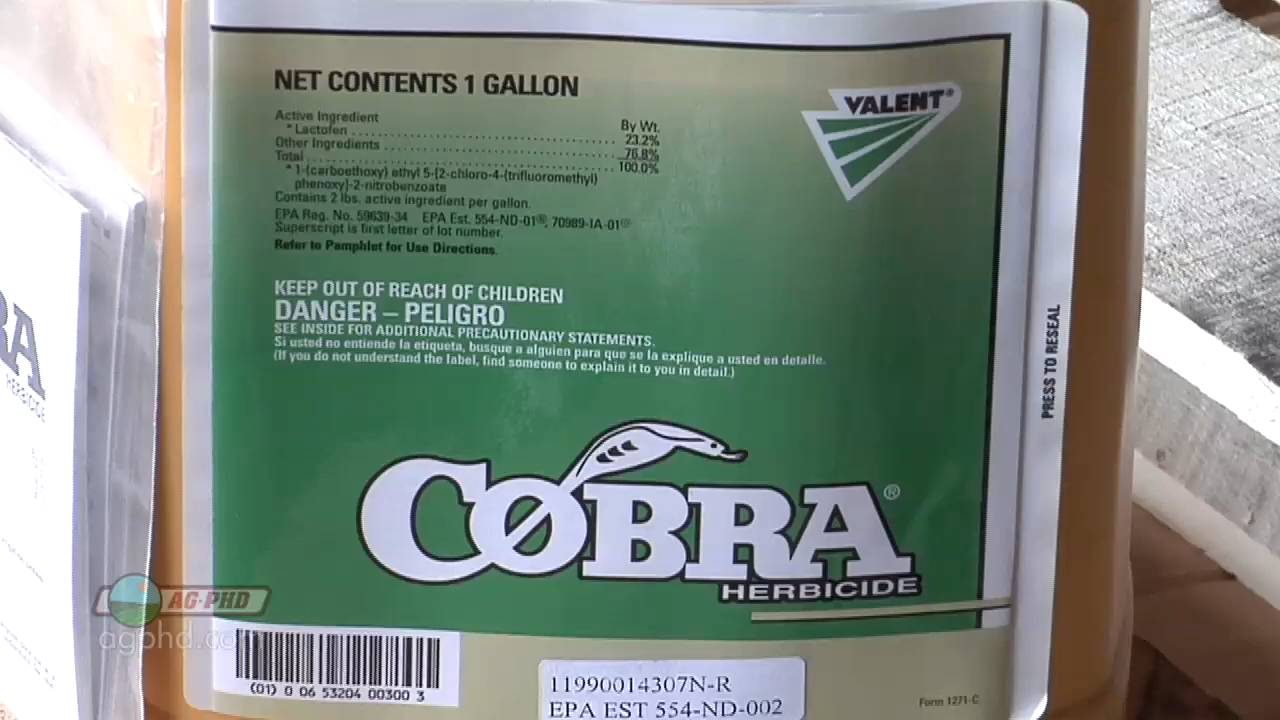 NET CONTENTS 1 GALLON
VALENT®
Active Ingredient By Wt.
*Lactofen 23.2%
Other Ingredients 76.8%
Total 100.0%
*1-(carboethoxy) ethyl 5-[2-chloro-4-(trifluoromethyl)
phenoxy]-2-nitrobenzoate
Contains 2 lbs. active ingredient per gallon.
EPA Reg. No. 59639-34 EPA Est. 554-ND-01 70989-IA-01
Superscript is first letter of lot number.
Refer to Pamphlet for Use Directions.
KEEP OUT OF REACH OF CHILDREN
DANGER – PELIGRO
SEE INSIDE FOR ADDITIONAL PRECAUTIONARY STATEMENTS.
Si usted no entiende la etiqueta, busque a alguien para que se la explique a usted en detalle.
(If you do not understand the label, find someone to explain it to you in detail.)
PRESS TO RESEAL
COBRA®
HERBICIDE
RA
HERBICIDE
AG·PHD
agphd.com
(01) 0 06 53204 00300 3
11990014307N-R
EPA EST 554-ND-002
Form 1271-C